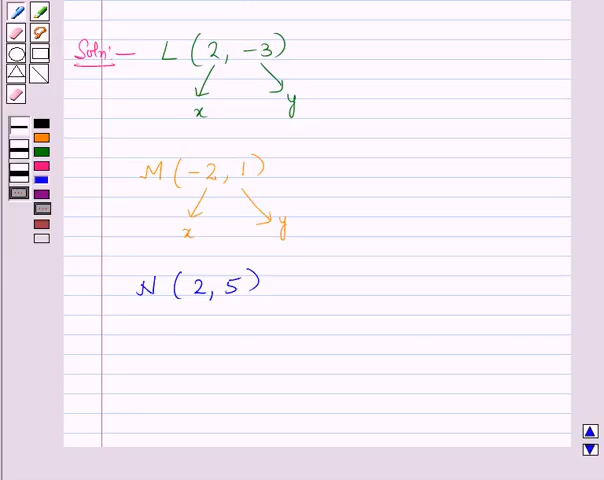 Soln:- L (2, -3)
x y
M (-2, 1)
x y
N (2, 5)